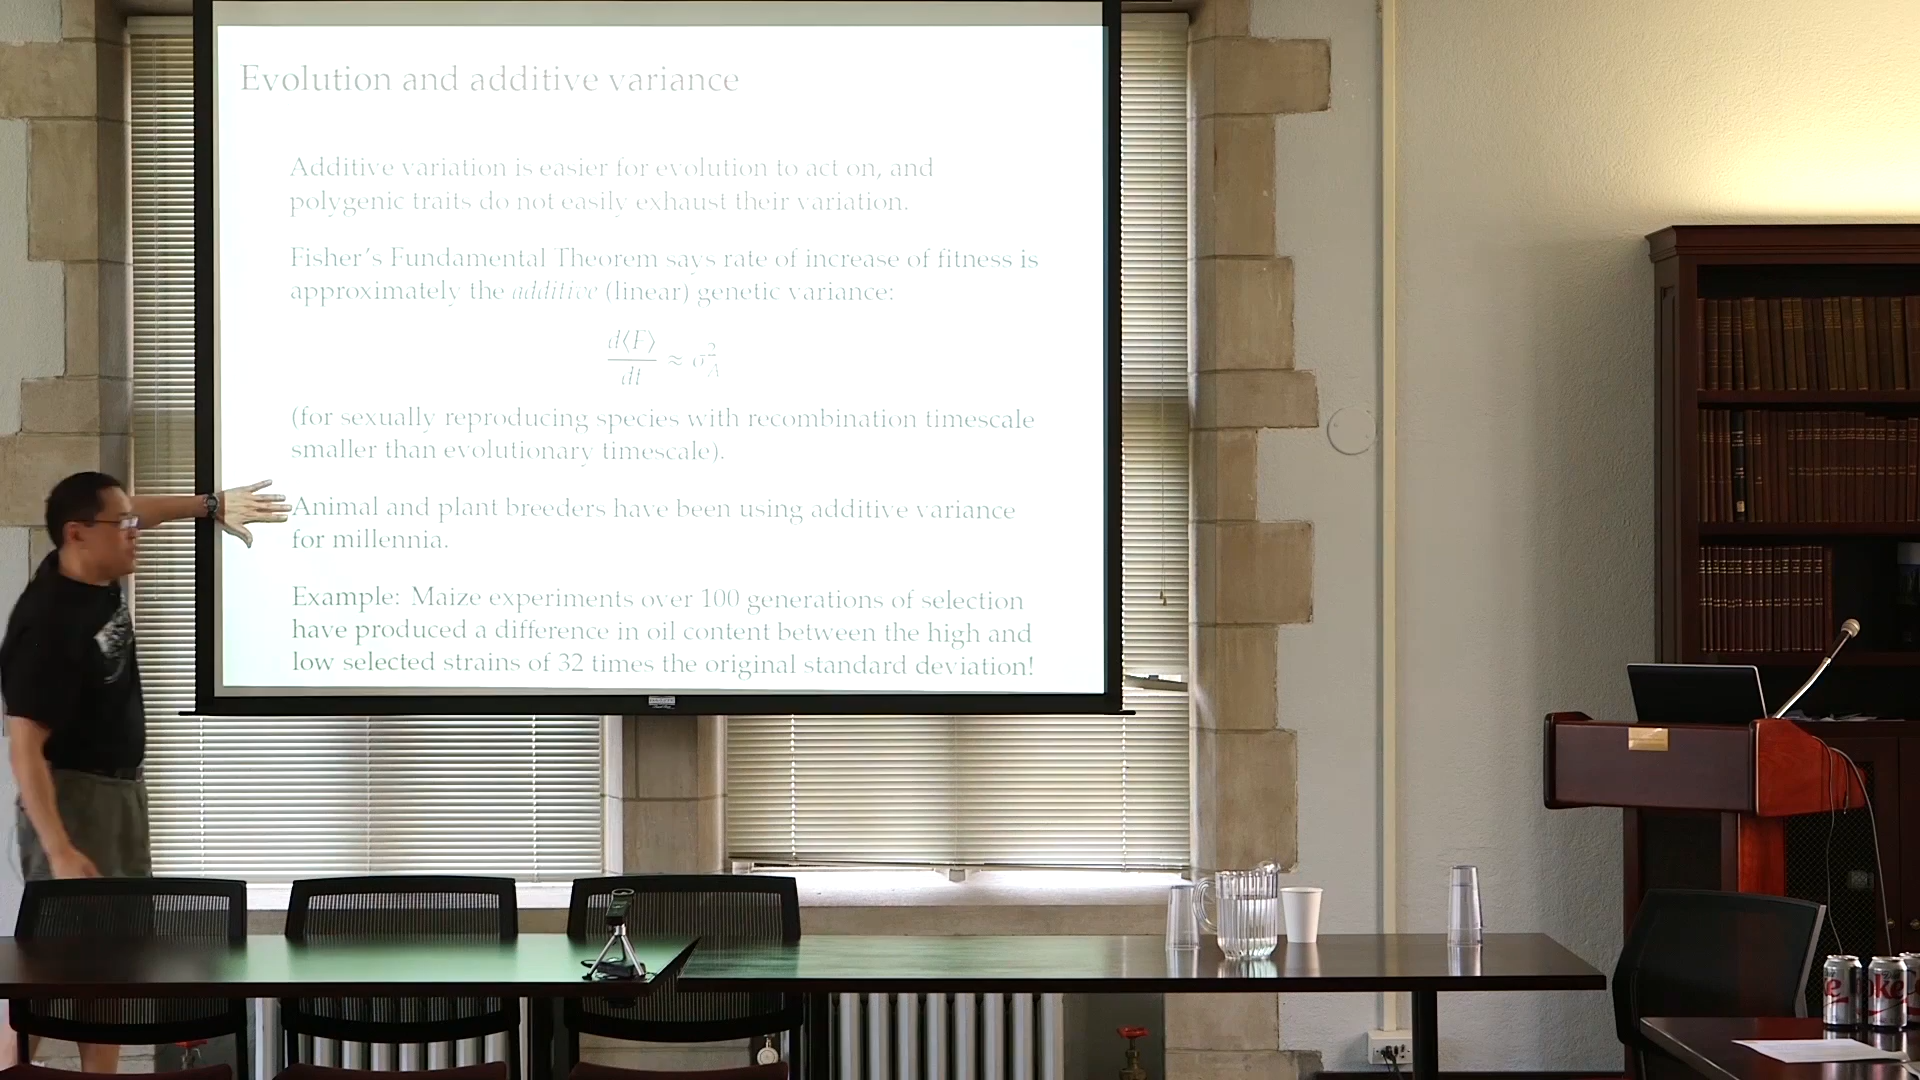 Evolution and additive variance
Additive variation is easier for evolution to act on, and
polygenic traits do not easily exhaust their variation.
Fisher's Fundamental Theorem says rate of increase of fitness is
approximately the additive (linear) genetic variance:
d⟨F⟩/dt ≈ σ²_A
(for sexually reproducing species with recombination timescale
smaller than evolutionary timescale).
Animal and plant breeders have been using additive variance
for millennia.
Example: Maize experiments over 100 generations of selection
have produced a difference in oil content between the high and
low selected strains of 32 times the original standard deviation!